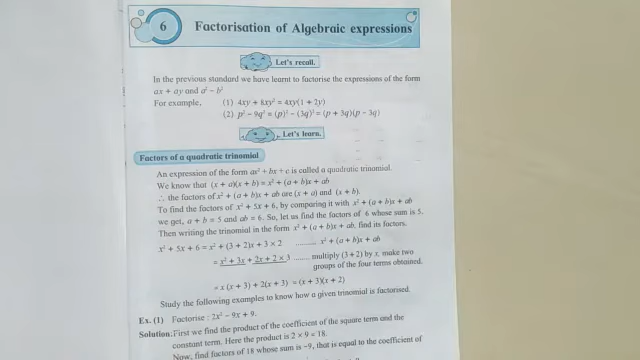 6
Factorisation of Algebraic expressions
Let's recall.
In the previous standard we have learnt to factorise the expressions of the form
ax + ay and a² − b²
For example, (1) 4xy + 8xy² = 4xy(1 + 2y)
(2) p² − 9q² = (p)² − (3q)² = (p + 3q)(p − 3q)
Let's learn.
Factors of a quadratic trinomial
An expression of the form ax² + bx + c is called a quadratic trinomial.
We know that (x + a)(x + b) = x² + (a + b)x + ab
∴ the factors of x² + (a + b)x + ab are (x + a) and (x + b).
To find the factors of x² + 5x + 6, by comparing it with x² + (a + b)x + ab
we get, a + b = 5 and ab = 6. So, let us find the factors of 6 whose sum is 5.
Then writing the trinomial in the form x² + (a + b)x + ab, find its factors.
x² + 5x + 6 = x² + (3 + 2)x + 3 × 2 .......... x² + (a + b)x + ab
= x² + 3x + 2x + 2 × 3 ....... multiply (3 + 2) by x, make two
groups of the four terms obtained.
= x (x + 3) + 2(x + 3) = (x + 3)(x + 2)
Study the following examples to know how a given trinomial is factorised.
Ex. (1) Factorise : 2x² − 9x + 9.
Solution: First we find the product of the coefficient of the square term and the
constant term. Here the product is 2 × 9 = 18.
Now, find factors of 18 whose sum is −9, that is equal to the coefficient of